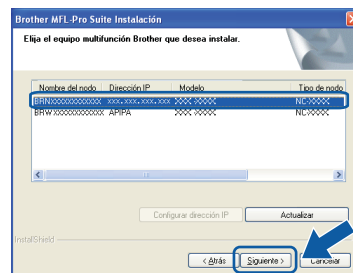 Brother MFL-Pro Suite Instalación
Elija el equipo multifunción Brother que desea instalar.
Nombre del nodo Dirección IP Modelo Tipo de nodo
BRNxxxxxxxxxxxx xxx.xxx.xxx.xxx XXX XXXX NC-XXXX
BRWxxxxxxxxxxxx APIPA XXX XXXX NC-XXXX
Configurar dirección IP Actualizar
InstallShield
< Atrás Siguiente > Cancelar